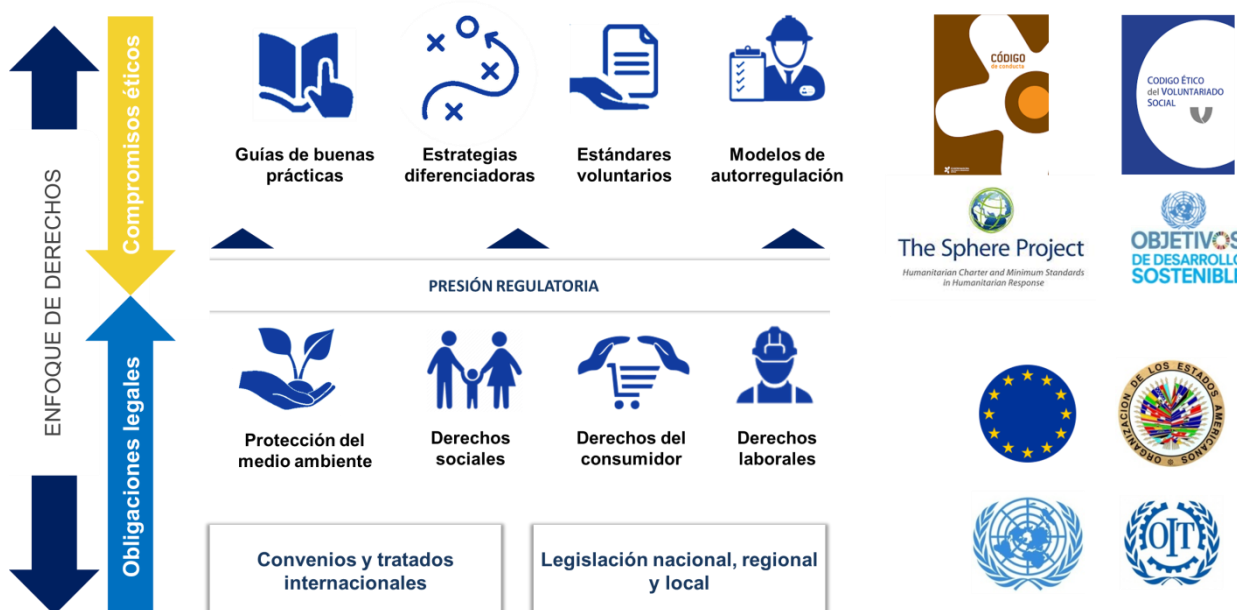 ENFOQUE DE DERECHOS
Compromisos éticos
Obligaciones legales
Guías de buenas
prácticas
Estrategias
diferenciadoras
Estándares
voluntarios
Modelos de
autorregulación
PRESIÓN REGULATORIA
Protección del
medio ambiente
Derechos
sociales
Derechos del
consumidor
Derechos
laborales
Convenios y tratados
internacionales
Legislación nacional, regional
y local
CÓDIGO
de conducta
CODIGO ÉTICO
del VOLUNTARIADO
SOCIAL
The Sphere Project
Humanitarian Charter and Minimum Standards
in Humanitarian Response
OBJETIVOS
DE DESARROLLO
SOSTENIBLE
ORGANIZACION DE LOS ESTADOS AMERICANOS
OIT